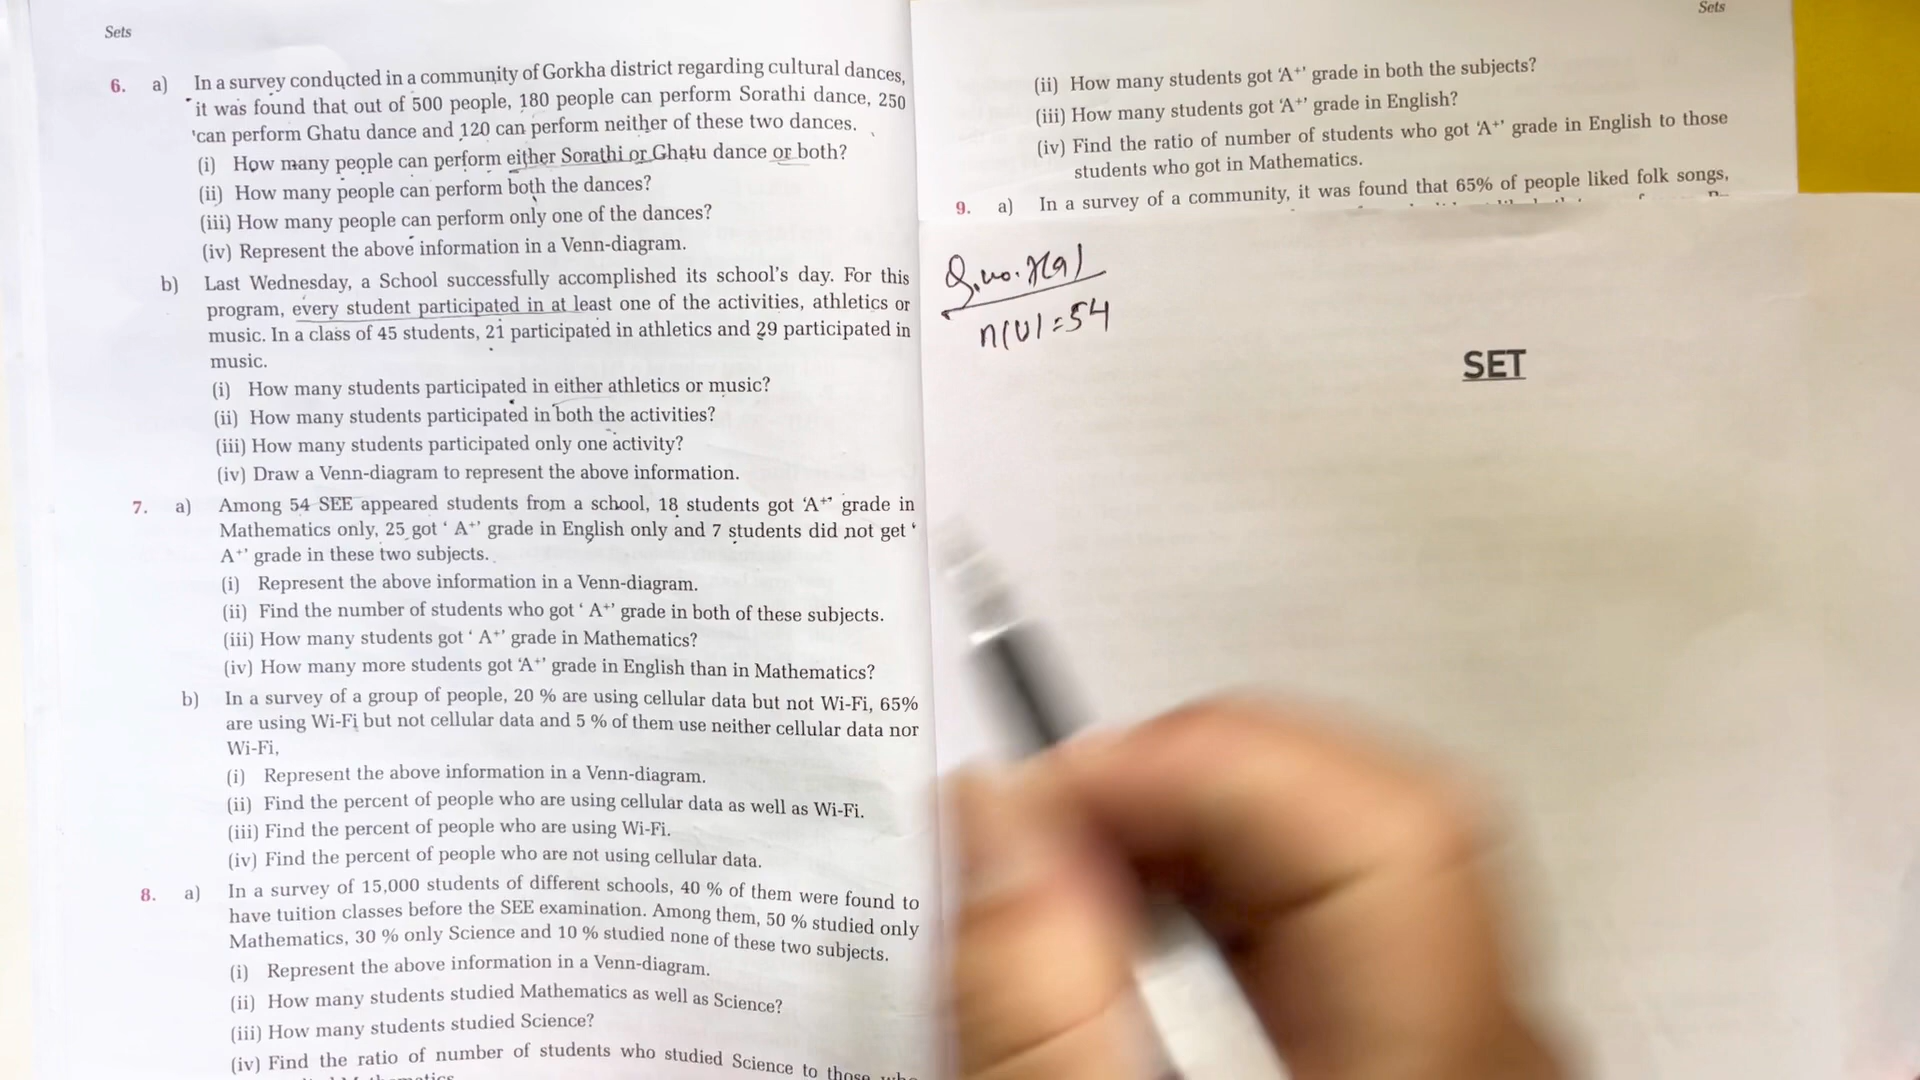 Sets
6. a) In a survey conducted in a community of Gorkha district regarding cultural dances,
it was found that out of 500 people, 180 people can perform Sorathi dance, 250
can perform Ghatu dance and 120 can perform neither of these two dances.
(i) How many people can perform either Sorathi or Ghatu dance or both?
(ii) How many people can perform both the dances?
(iii) How many people can perform only one of the dances?
(iv) Represent the above information in a Venn-diagram.
b) Last Wednesday, a School successfully accomplished its school's day. For this
program, every student participated in at least one of the activities, athletics or
music. In a class of 45 students, 21 participated in athletics and 29 participated in
music.
(i) How many students participated in either athletics or music?
(ii) How many students participated in both the activities?
(iii) How many students participated only one activity?
(iv) Draw a Venn-diagram to represent the above information.
7. a) Among 54 SEE appeared students from a school, 18 students got 'A+' grade in
Mathematics only, 25 got ' A+' grade in English only and 7 students did not get '
A+' grade in these two subjects.
(i) Represent the above information in a Venn-diagram.
(ii) Find the number of students who got ' A+' grade in both of these subjects.
(iii) How many students got ' A+' grade in Mathematics?
(iv) How many more students got 'A+' grade in English than in Mathematics?
b) In a survey of a group of people, 20 % are using cellular data but not Wi-Fi, 65%
are using Wi-Fi but not cellular data and 5 % of them use neither cellular data nor
Wi-Fi,
(i) Represent the above information in a Venn-diagram.
(ii) Find the percent of people who are using cellular data as well as Wi-Fi.
(iii) Find the percent of people who are using Wi-Fi.
(iv) Find the percent of people who are not using cellular data.
8. a) In a survey of 15,000 students of different schools, 40 % of them were found to
have tuition classes before the SEE examination. Among them, 50 % studied only
Mathematics, 30 % only Science and 10 % studied none of these two subjects.
(i) Represent the above information in a Venn-diagram.
(ii) How many students studied Mathematics as well as Science?
(iii) How many students studied Science?
(iv) Find the ratio of number of students who studied Science to those
Sets
(ii) How many students got 'A+' grade in both the subjects?
(iii) How many students got 'A+' grade in English?
(iv) Find the ratio of number of students who got 'A+' grade in English to those
students who got in Mathematics.
9. a) In a survey of a community, it was found that 65% of people liked folk songs,
Q.no.7(a)
n(U)=54
SET